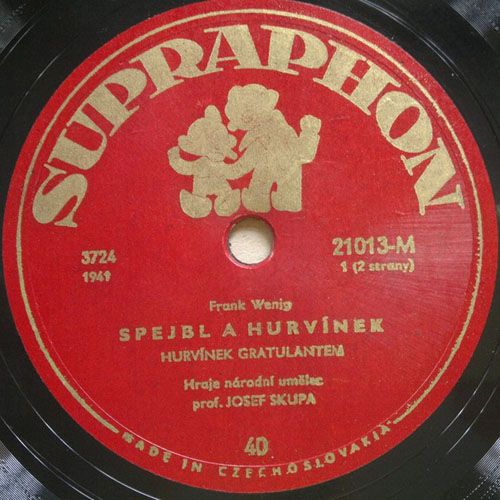 SUPRAPHON
3724
1941
21013-M
1 (2 strany)
Frank Wenig
SPEJBL A HURVÍNEK
HURVÍNEK GRATULANTEM
Hraje národní umělec
prof. JOSEF SKUPA
40
MADE IN CZECHOSLOVAKIA